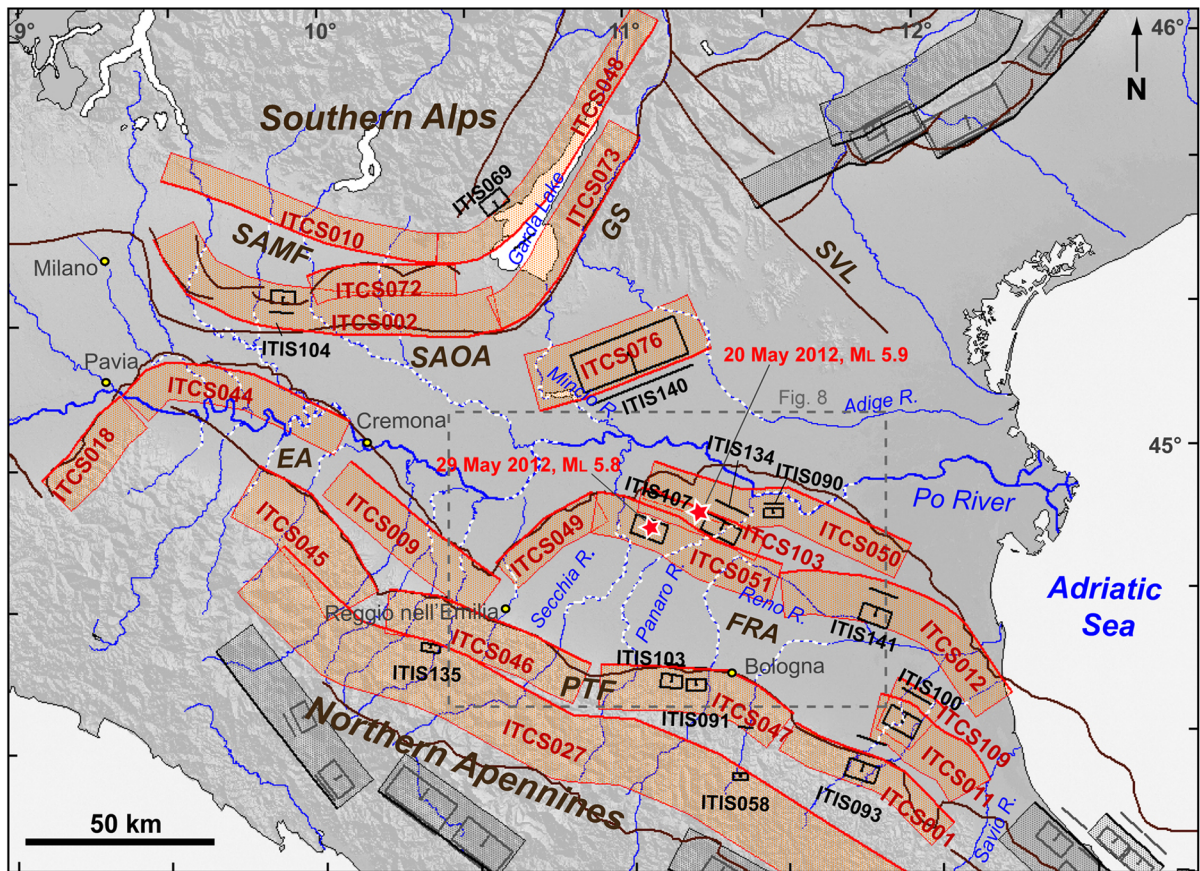 9°
10°
11°
12°
46°
N
Southern Alps
ITCS048
ITIS069
ITCS073
ITCS010
Garda Lake
GS
SAMF
SVL
Milano
ITCS072
ITCS002
ITIS104
SAOA
ITCS076
20 May 2012, ML 5.9
Pavia
ITCS044
Mincio R.
ITIS140
Fig. 8
Adige R.
Cremona
45°
ITCS018
EA
29 May 2012, ML 5.8
ITIS134
ITIS090
ITIS107
Po River
ITCS045
ITCS009
ITCS049
ITCS103
ITCS050
ITCS051
Secchia R.
Panaro R.
Reno R.
Adriatic
Sea
Reggio nell'Emilia
FRA
ITIS141
ITCS012
ITCS046
ITIS135
ITIS103
Bologna
PTF
ITIS091
ITCS047
ITIS100
ITCS109
Northern Apennines
ITCS027
ITCS011
ITIS058
ITIS093
ITCS001
Savio R.
50 km